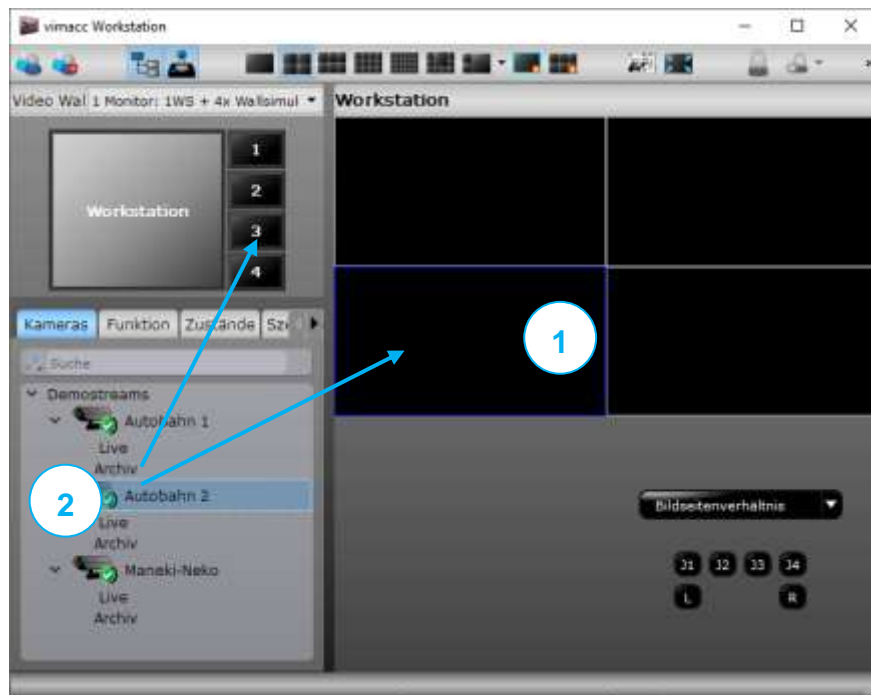 vimacc Workstation
Video Wal 1 Monitor: 1WS + 4x Wallsimul
Workstation
1
2
Workstation
3
4
Kameras Funktion Zustände Sze
Suche
1
Demostreams
Autobahn 1
Live
Archiv
2
Autobahn 2
Live
Archiv
Maneki-Neko
Live
Archiv
Bildseitenverhältnis
J1 J2 J3 J4
L R